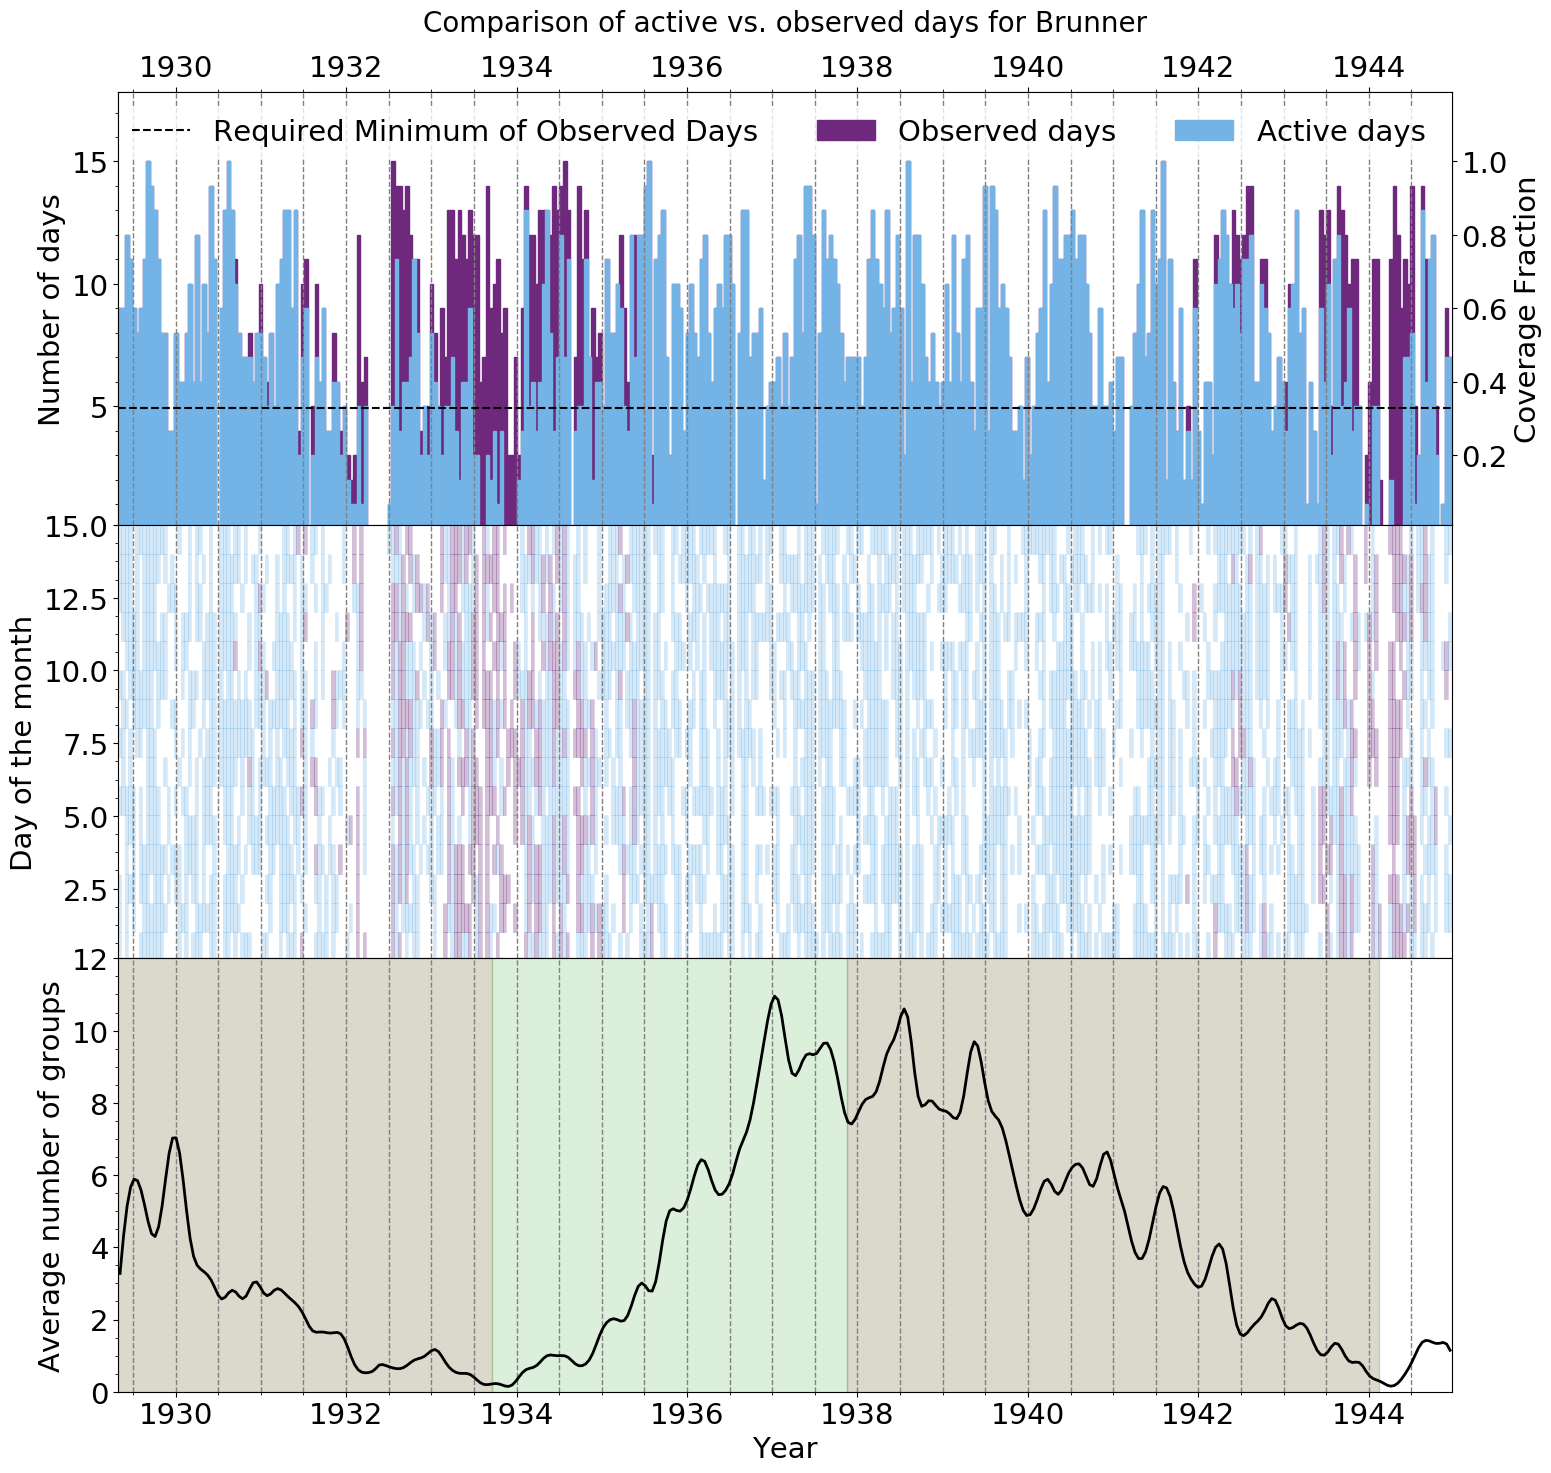 Comparison of active vs. observed days for Brunner
1930 1932 1934 1936 1938 1940 1942 1944
Required Minimum of Observed Days Observed days Active days
Number of days
15
10
5
Coverage Fraction
1.0
0.8
0.6
0.4
0.2
Day of the month
15.0
12.5
10.0
7.5
5.0
2.5
Average number of groups
12
10
8
6
4
2
0
1930 1932 1934 1936 1938 1940 1942 1944
Year